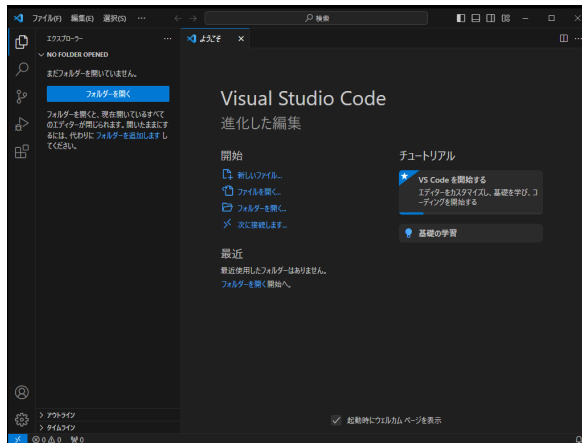 ファイル(F) 編集(E) 選択(S) ···
検索
エクスプローラー ···
NO FOLDER OPENED
まだフォルダーを開いていません。
フォルダーを開く
フォルダーを開くと、現在開いているすべて
のエディターが閉じられます。開いたままにす
るには、代わりに フォルダーを追加します し
てください。
アウトライン
タイムライン
ようこそ
Visual Studio Code
進化した編集
開始
新しいファイル...
ファイルを開く...
フォルダーを開く...
次に接続します...
最近
最近使用したフォルダーはありません。
フォルダーを開く 開始へ。
チュートリアル
VS Code を開始する
エディターをカスタマイズし、基礎を学び、コ
ーディングを開始する
基礎の学習
起動時にウェルカム ページを表示
0 0 0